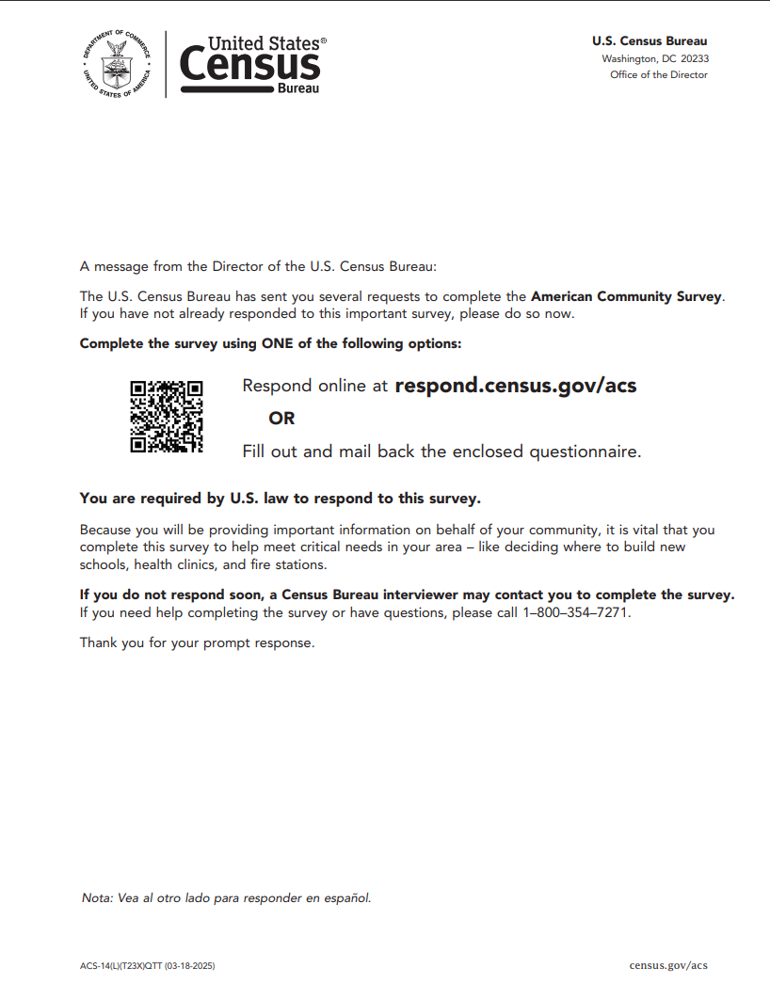 DEPARTMENT OF COMMERCE
UNITED STATES OF AMERICA
United States®
Census
Bureau
U.S. Census Bureau
Washington, DC 20233
Office of the Director
A message from the Director of the U.S. Census Bureau:
The U.S. Census Bureau has sent you several requests to complete the American Community Survey.
If you have not already responded to this important survey, please do so now.
Complete the survey using ONE of the following options:
Respond online at respond.census.gov/acs
OR
Fill out and mail back the enclosed questionnaire.
You are required by U.S. law to respond to this survey.
Because you will be providing important information on behalf of your community, it is vital that you
complete this survey to help meet critical needs in your area – like deciding where to build new
schools, health clinics, and fire stations.
If you do not respond soon, a Census Bureau interviewer may contact you to complete the survey.
If you need help completing the survey or have questions, please call 1–800–354–7271.
Thank you for your prompt response.
Nota: Vea al otro lado para responder en español.
ACS-14(L)(T23X)QTT (03-18-2025)
census.gov/acs